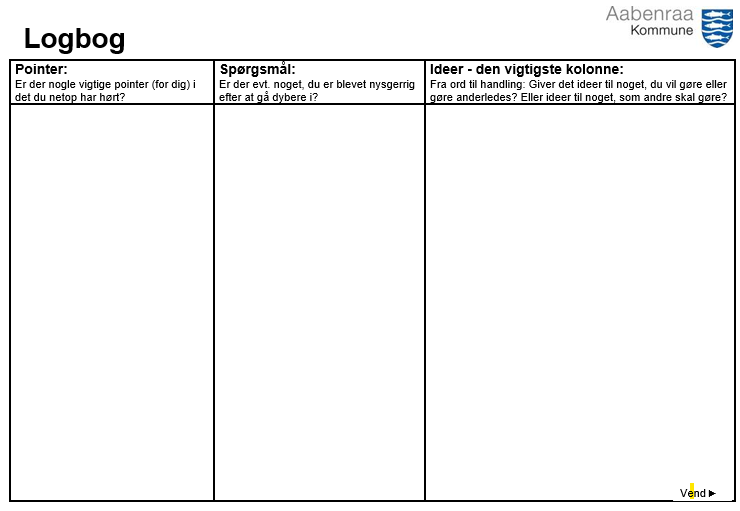 Aabenraa
Kommune
Logbog
Pointer:
Er der nogle vigtige pointer (for dig) i
det du netop har hørt?
Spørgsmål:
Er der evt. noget, du er blevet nysgerrig
efter at gå dybere i?
Ideer - den vigtigste kolonne:
Fra ord til handling: Giver det ideer til noget, du vil gøre eller
gøre anderledes? Eller ideer til noget, som andre skal gøre?
Vend►